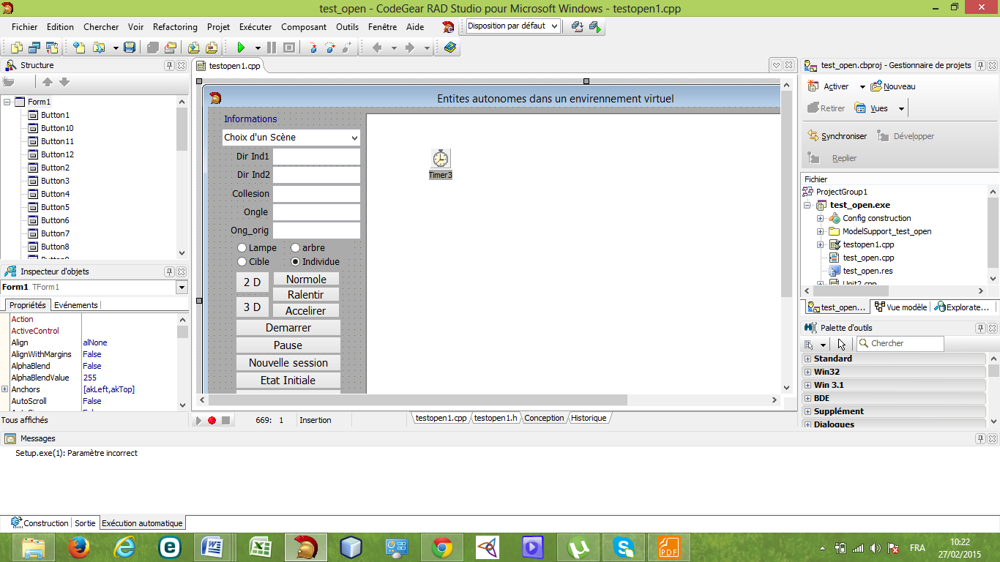 test_open - CodeGear RAD Studio pour Microsoft Windows - testopen1.cpp
Fichier Edition Chercher Voir Refactoring Projet Exécuter Composant Outils Fenêtre Aide Disposition par défaut
Structure
testopen1.cpp
test_open.cbproj - Gestionnaire de projets
Form1
Button1
Button10
Button11
Button12
Button2
Button3
Button4
Button5
Button6
Button7
Button8
Inspecteur d'objets
Form1 TForm1
Propriétés Evénements
Action
ActiveControl
Align alNone
AlignWithMargins False
AlphaBlend False
AlphaBlendValue 255
Anchors [akLeft,akTop]
AutoScroll False
Tous affichés
Entites autonomes dans un envirennement virtuel
Informations
Choix d'un Scène
Dir Ind1
Dir Ind2
Collesion
Ongle
Ong_orig
Lampe arbre
Cible Individue
2 D Normole
Ralentir
3 D Accelirer
Demarrer
Pause
Nouvelle session
Etat Initiale
Timer3
669: 1 Insertion
testopen1.cpp testopen1.h Conception Historique
Activer Nouveau
Retirer Vues
Synchroniser Développer
Replier
Fichier
ProjectGroup1
test_open.exe
Config construction
ModelSupport_test_open
testopen1.cpp
test_open.cpp
test_open.res
Unit2.cpp
test_open... Vue modèle Explorate...
Palette d'outils
Chercher
Standard
Win32
Win 3.1
BDE
Supplément
Dialogues
Messages
Setup.exe(1): Paramètre incorrect
Construction Sortie Exécution automatique
FRA
10:22
27/02/2015
PDF